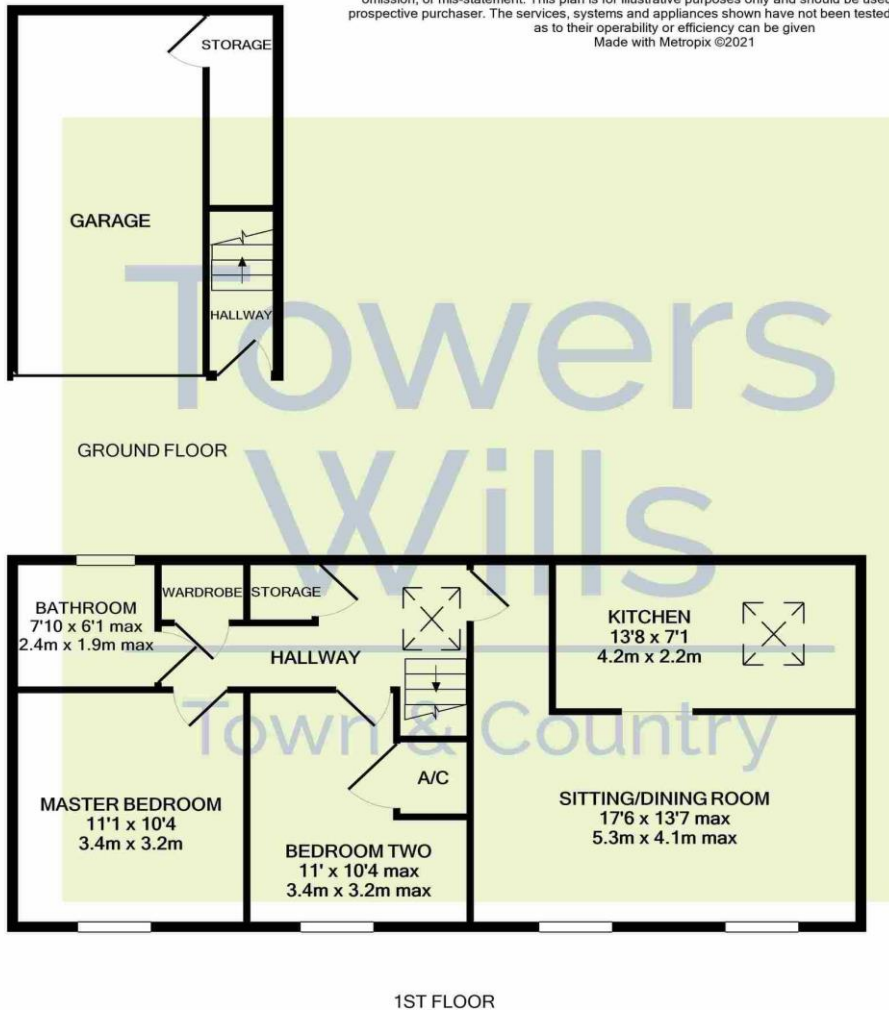 omission, or mis-statement. This plan is for illustrative purposes only and should be used
prospective purchaser. The services, systems and appliances shown have not been tested
as to their operability or efficiency can be given
Made with Metropix ©2021
STORAGE
GARAGE
HALLWAY
GROUND FLOOR
Towers
Wills
Town & Country
BATHROOM
7'10 x 6'1 max
2.4m x 1.9m max
WARDROBE
STORAGE
HALLWAY
KITCHEN
13'8 x 7'1
4.2m x 2.2m
MASTER BEDROOM
11'1 x 10'4
3.4m x 3.2m
BEDROOM TWO
11' x 10'4 max
3.4m x 3.2m max
A/C
SITTING/DINING ROOM
17'6 x 13'7 max
5.3m x 4.1m max
1ST FLOOR